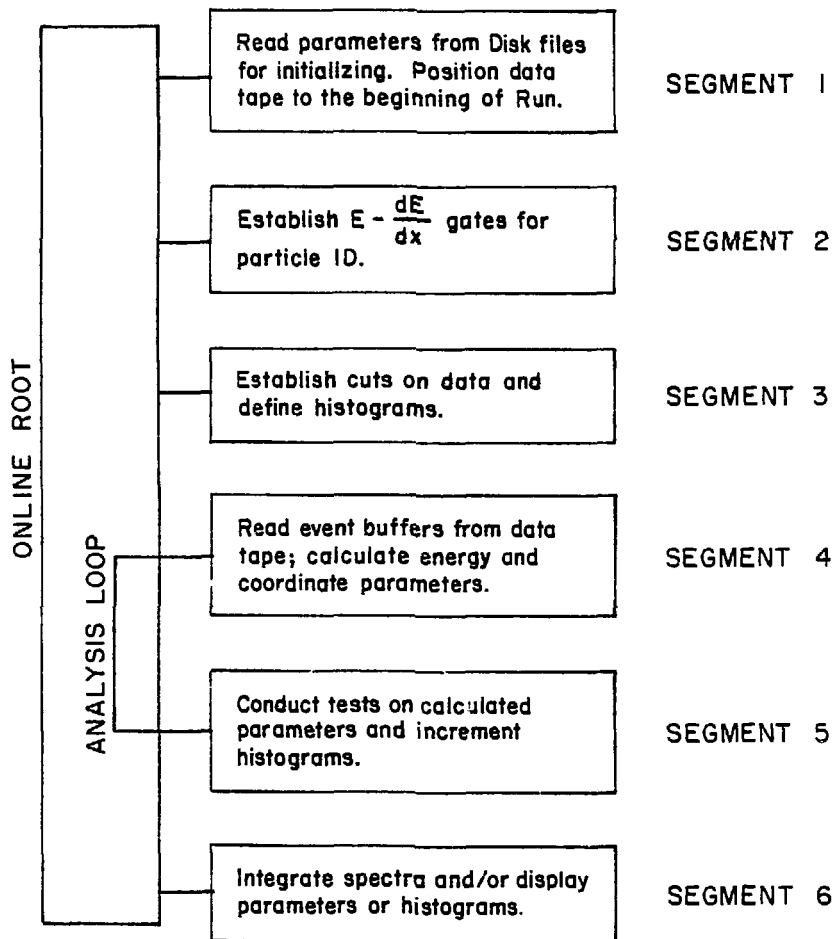 ONLINE ROOT
ANALYSIS LOOP
Read parameters from Disk files
for initializing. Position data
tape to the beginning of Run.
SEGMENT 1
Establish E - dE/dx gates for
particle ID.
SEGMENT 2
Establish cuts on data and
define histograms.
SEGMENT 3
Read event buffers from data
tape; calculate energy and
coordinate parameters.
SEGMENT 4
Conduct tests on calculated
parameters and increment
histograms.
SEGMENT 5
Integrate spectra and/or display
parameters or histograms.
SEGMENT 6